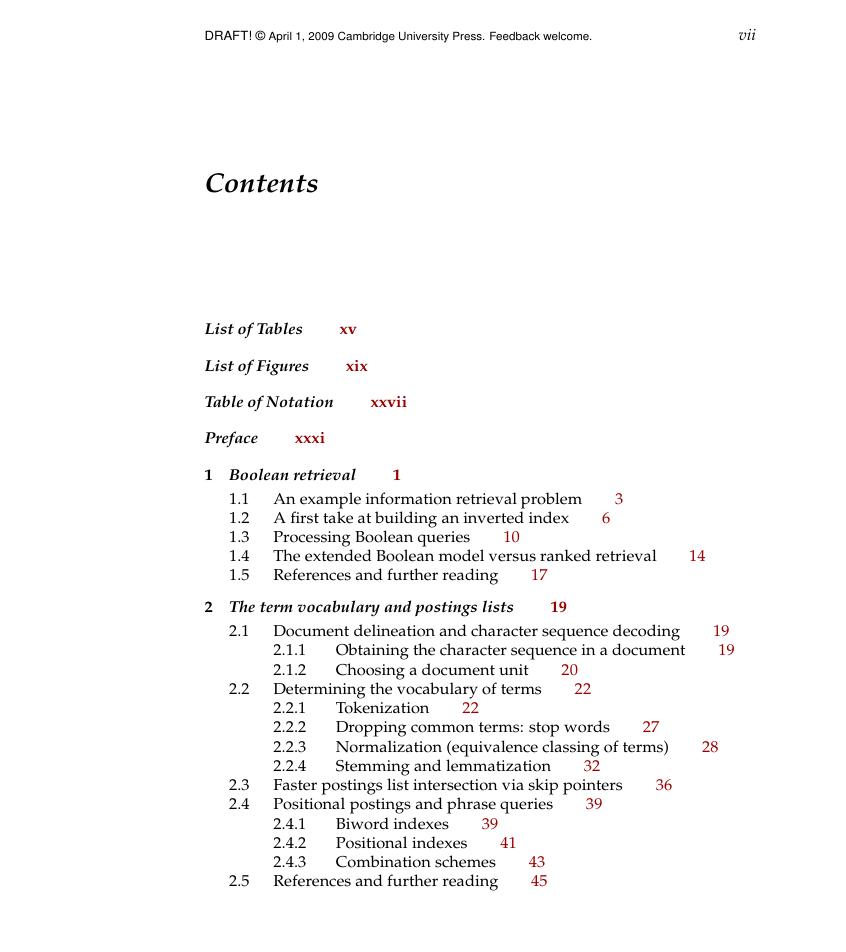 DRAFT! © April 1, 2009 Cambridge University Press. Feedback welcome. vii
Contents
List of Tables xv
List of Figures xix
Table of Notation xxvii
Preface xxxi
1 Boolean retrieval 1
1.1 An example information retrieval problem 3
1.2 A first take at building an inverted index 6
1.3 Processing Boolean queries 10
1.4 The extended Boolean model versus ranked retrieval 14
1.5 References and further reading 17
2 The term vocabulary and postings lists 19
2.1 Document delineation and character sequence decoding 19
2.1.1 Obtaining the character sequence in a document 19
2.1.2 Choosing a document unit 20
2.2 Determining the vocabulary of terms 22
2.2.1 Tokenization 22
2.2.2 Dropping common terms: stop words 27
2.2.3 Normalization (equivalence classing of terms) 28
2.2.4 Stemming and lemmatization 32
2.3 Faster postings list intersection via skip pointers 36
2.4 Positional postings and phrase queries 39
2.4.1 Biword indexes 39
2.4.2 Positional indexes 41
2.4.3 Combination schemes 43
2.5 References and further reading 45